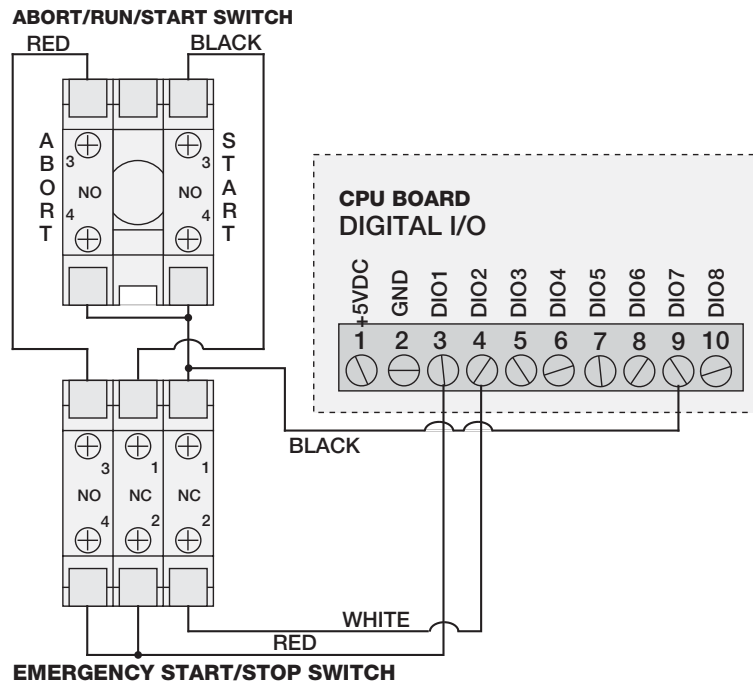 ABORT/RUN/START SWITCH
RED
BLACK
ABORT
START
3
3
NO
NO
4
4
CPU BOARD
DIGITAL I/O
+5VDC
GND
DIO1
DIO2
DIO3
DIO4
DIO5
DIO6
DIO7
DIO8
1 2 3 4 5 6 7 8 9 10
BLACK
3 1 1
NO NC NC
4 2 2
WHITE
RED
EMERGENCY START/STOP SWITCH